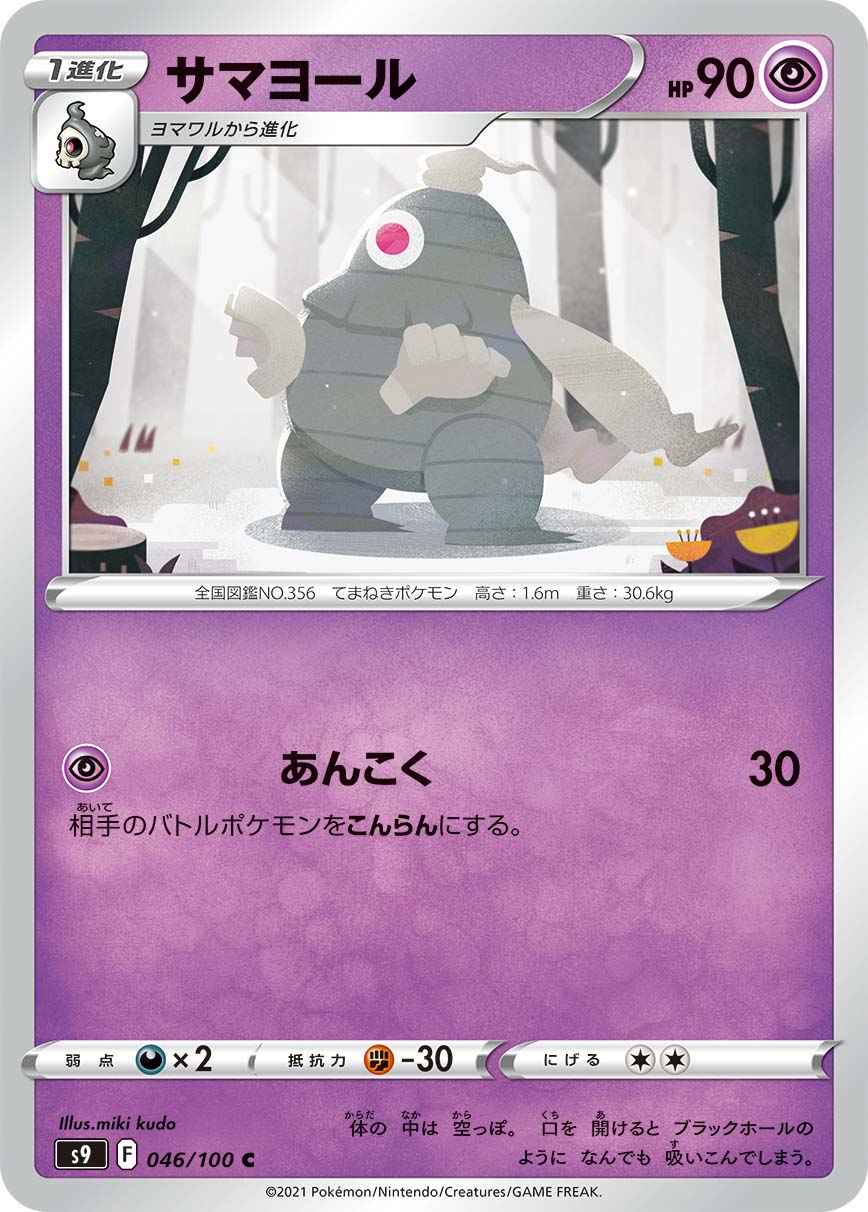 1進化 サマヨール HP90
ヨマワルから進化
全国図鑑NO.356 てまねきポケモン 高さ:1.6m 重さ:30.6kg
あんこく 30
あいて
相手のバトルポケモンをこんらんにする。
弱点 ×2 抵抗力 -30 にげる
Illus.miki kudo
からだ なか から くち あ
体の 中は 空っぽ。 口を 開けると ブラックホールの
す
ように なんでも 吸いこんでしまう。
s9 F 046/100 C
©2021 Pokémon/Nintendo/Creatures/GAME FREAK.